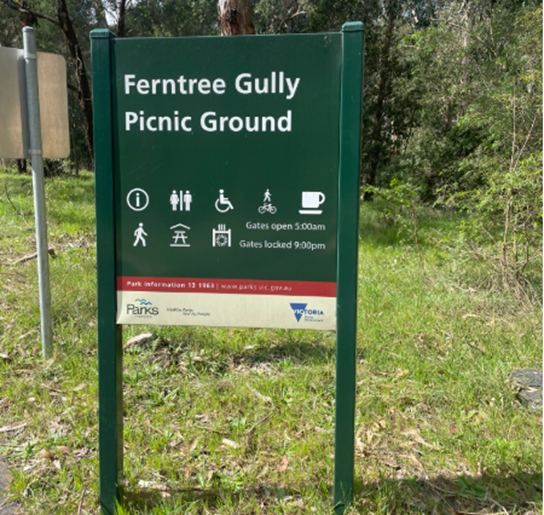 Ferntree Gully
Picnic Ground
Gates open 5:00am
Gates locked 9:00pm
Park information 13 1963 | www.parks.vic.gov.au
Parks
VICTORIA